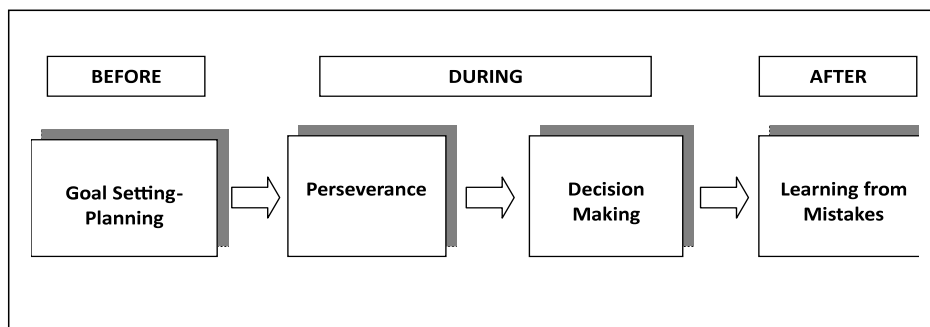 BEFORE
DURING
AFTER
Goal Setting-
Planning
Perseverance
Decision
Making
Learning from
Mistakes